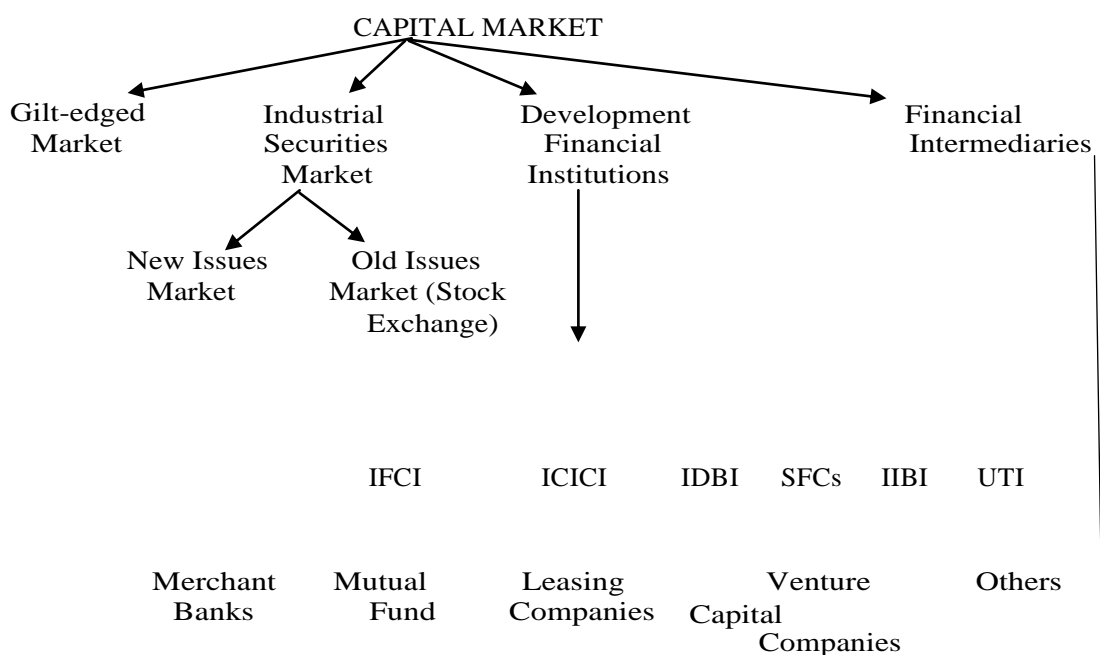 CAPITAL MARKET
Gilt-edged
Market
Industrial
Securities
Market
Development
Financial
Institutions
Financial
Intermediaries
New Issues
Market
Old Issues
Market (Stock
Exchange)
IFCI ICICI IDBI SFCs IIBI UTI
Merchant
Banks
Mutual
Fund
Leasing
Companies
Venture
Capital
Companies
Others